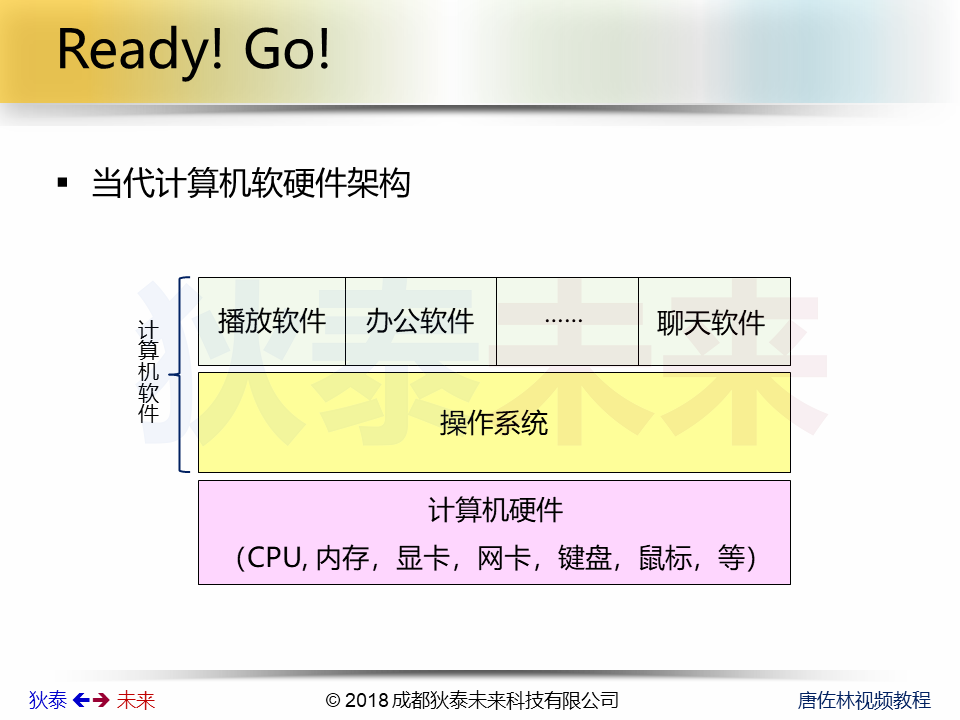 Ready! Go!
▪ 当代计算机软硬件架构
计算机软件
播放软件 办公软件 …… 聊天软件
操作系统
计算机硬件
（CPU, 内存，显卡，网卡，键盘，鼠标，等）
狄泰未来
狄泰 未来 © 2018 成都狄泰未来科技有限公司 唐佐林视频教程